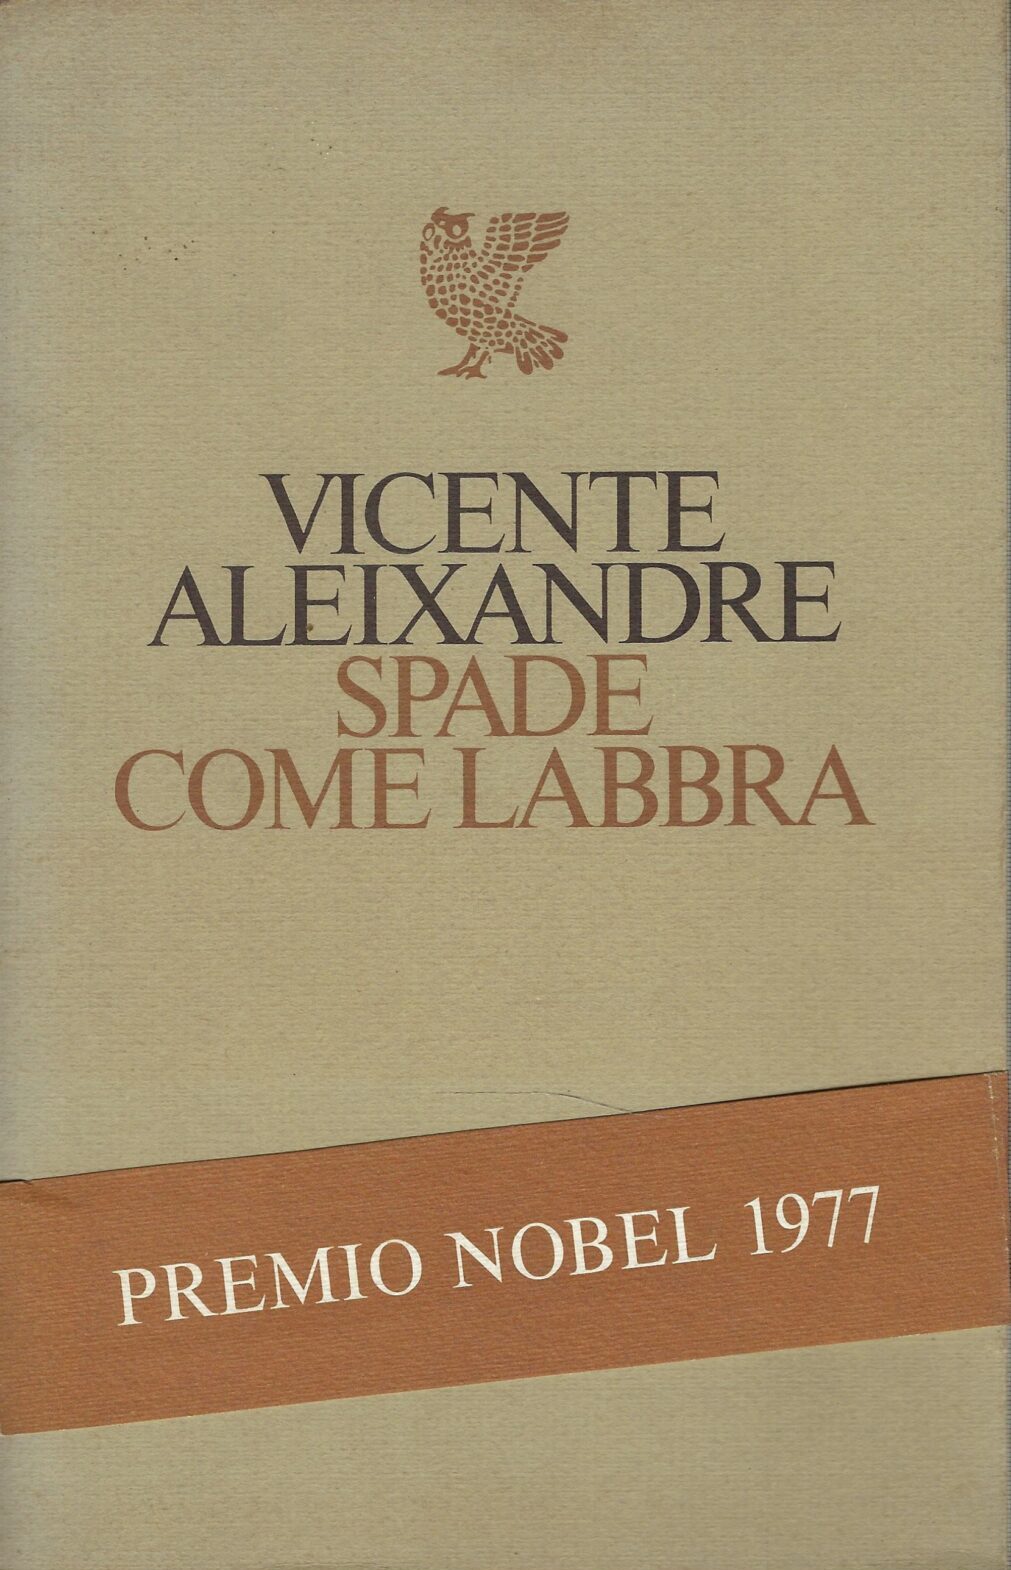 VICENTE
ALEIXANDRE
SPADE
COME LABBRA
PREMIO NOBEL 1977